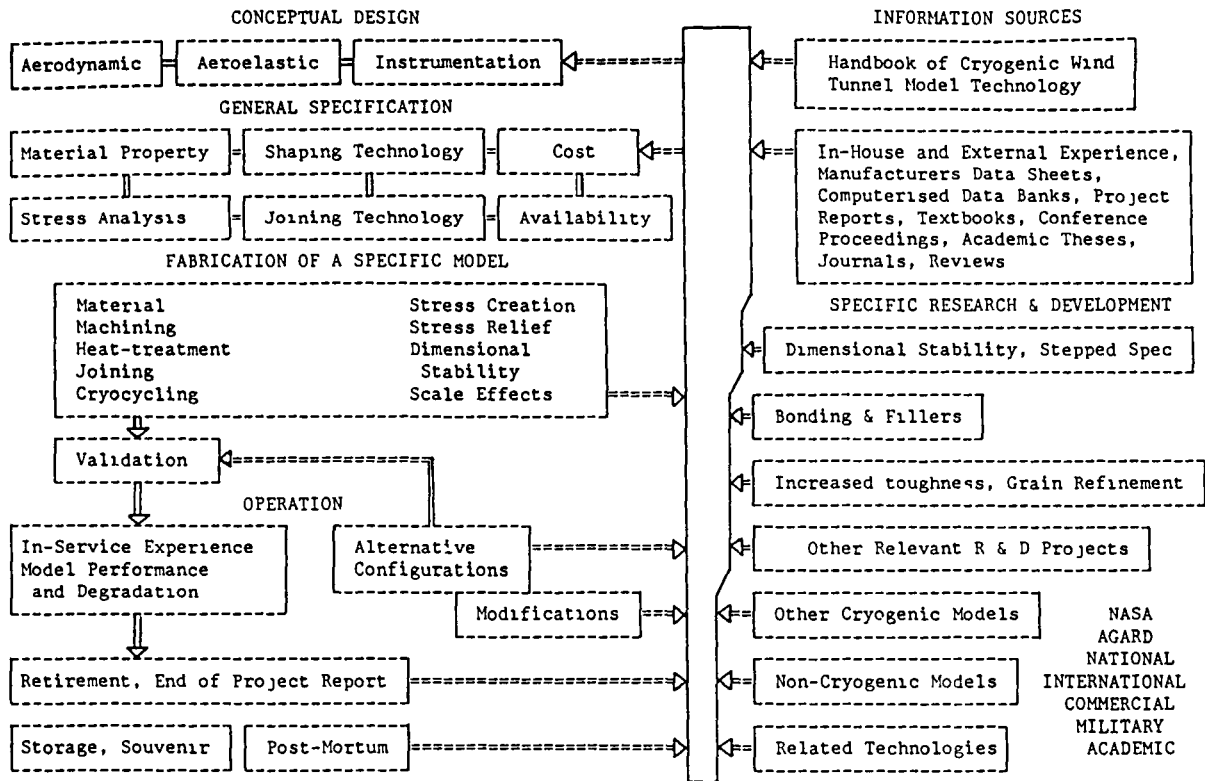 CONCEPTUAL DESIGN
Aerodynamic
Aeroelastic
Instrumentation
GENERAL SPECIFICATION
Material Property
Shaping Technology
Cost
Stress Analysis
Joining Technology
Availability
FABRICATION OF A SPECIFIC MODEL
Material
Machining
Heat-treatment
Joining
Cryocycling
Stress Creation
Stress Relief
Dimensional
Stability
Scale Effects
Validation
OPERATION
In-Service Experience
Model Performance
and Degradation
Alternative
Configurations
Modifications
Retirement, End of Project Report
Storage, Souvenir
Post-Mortum
INFORMATION SOURCES
Handbook of Cryogenic Wind
Tunnel Model Technology
In-House and External Experience,
Manufacturers Data Sheets,
Computerised Data Banks, Project
Reports, Textbooks, Conference
Proceedings, Academic Theses,
Journals, Reviews
SPECIFIC RESEARCH & DEVELOPMENT
Dimensional Stability, Stepped Spec
Bonding & Fillers
Increased toughness, Grain Refinement
Other Relevant R & D Projects
Other Cryogenic Models
Non-Cryogenic Models
Related Technologies
NASA
AGARD
NATIONAL
INTERNATIONAL
COMMERCIAL
MILITARY
ACADEMIC